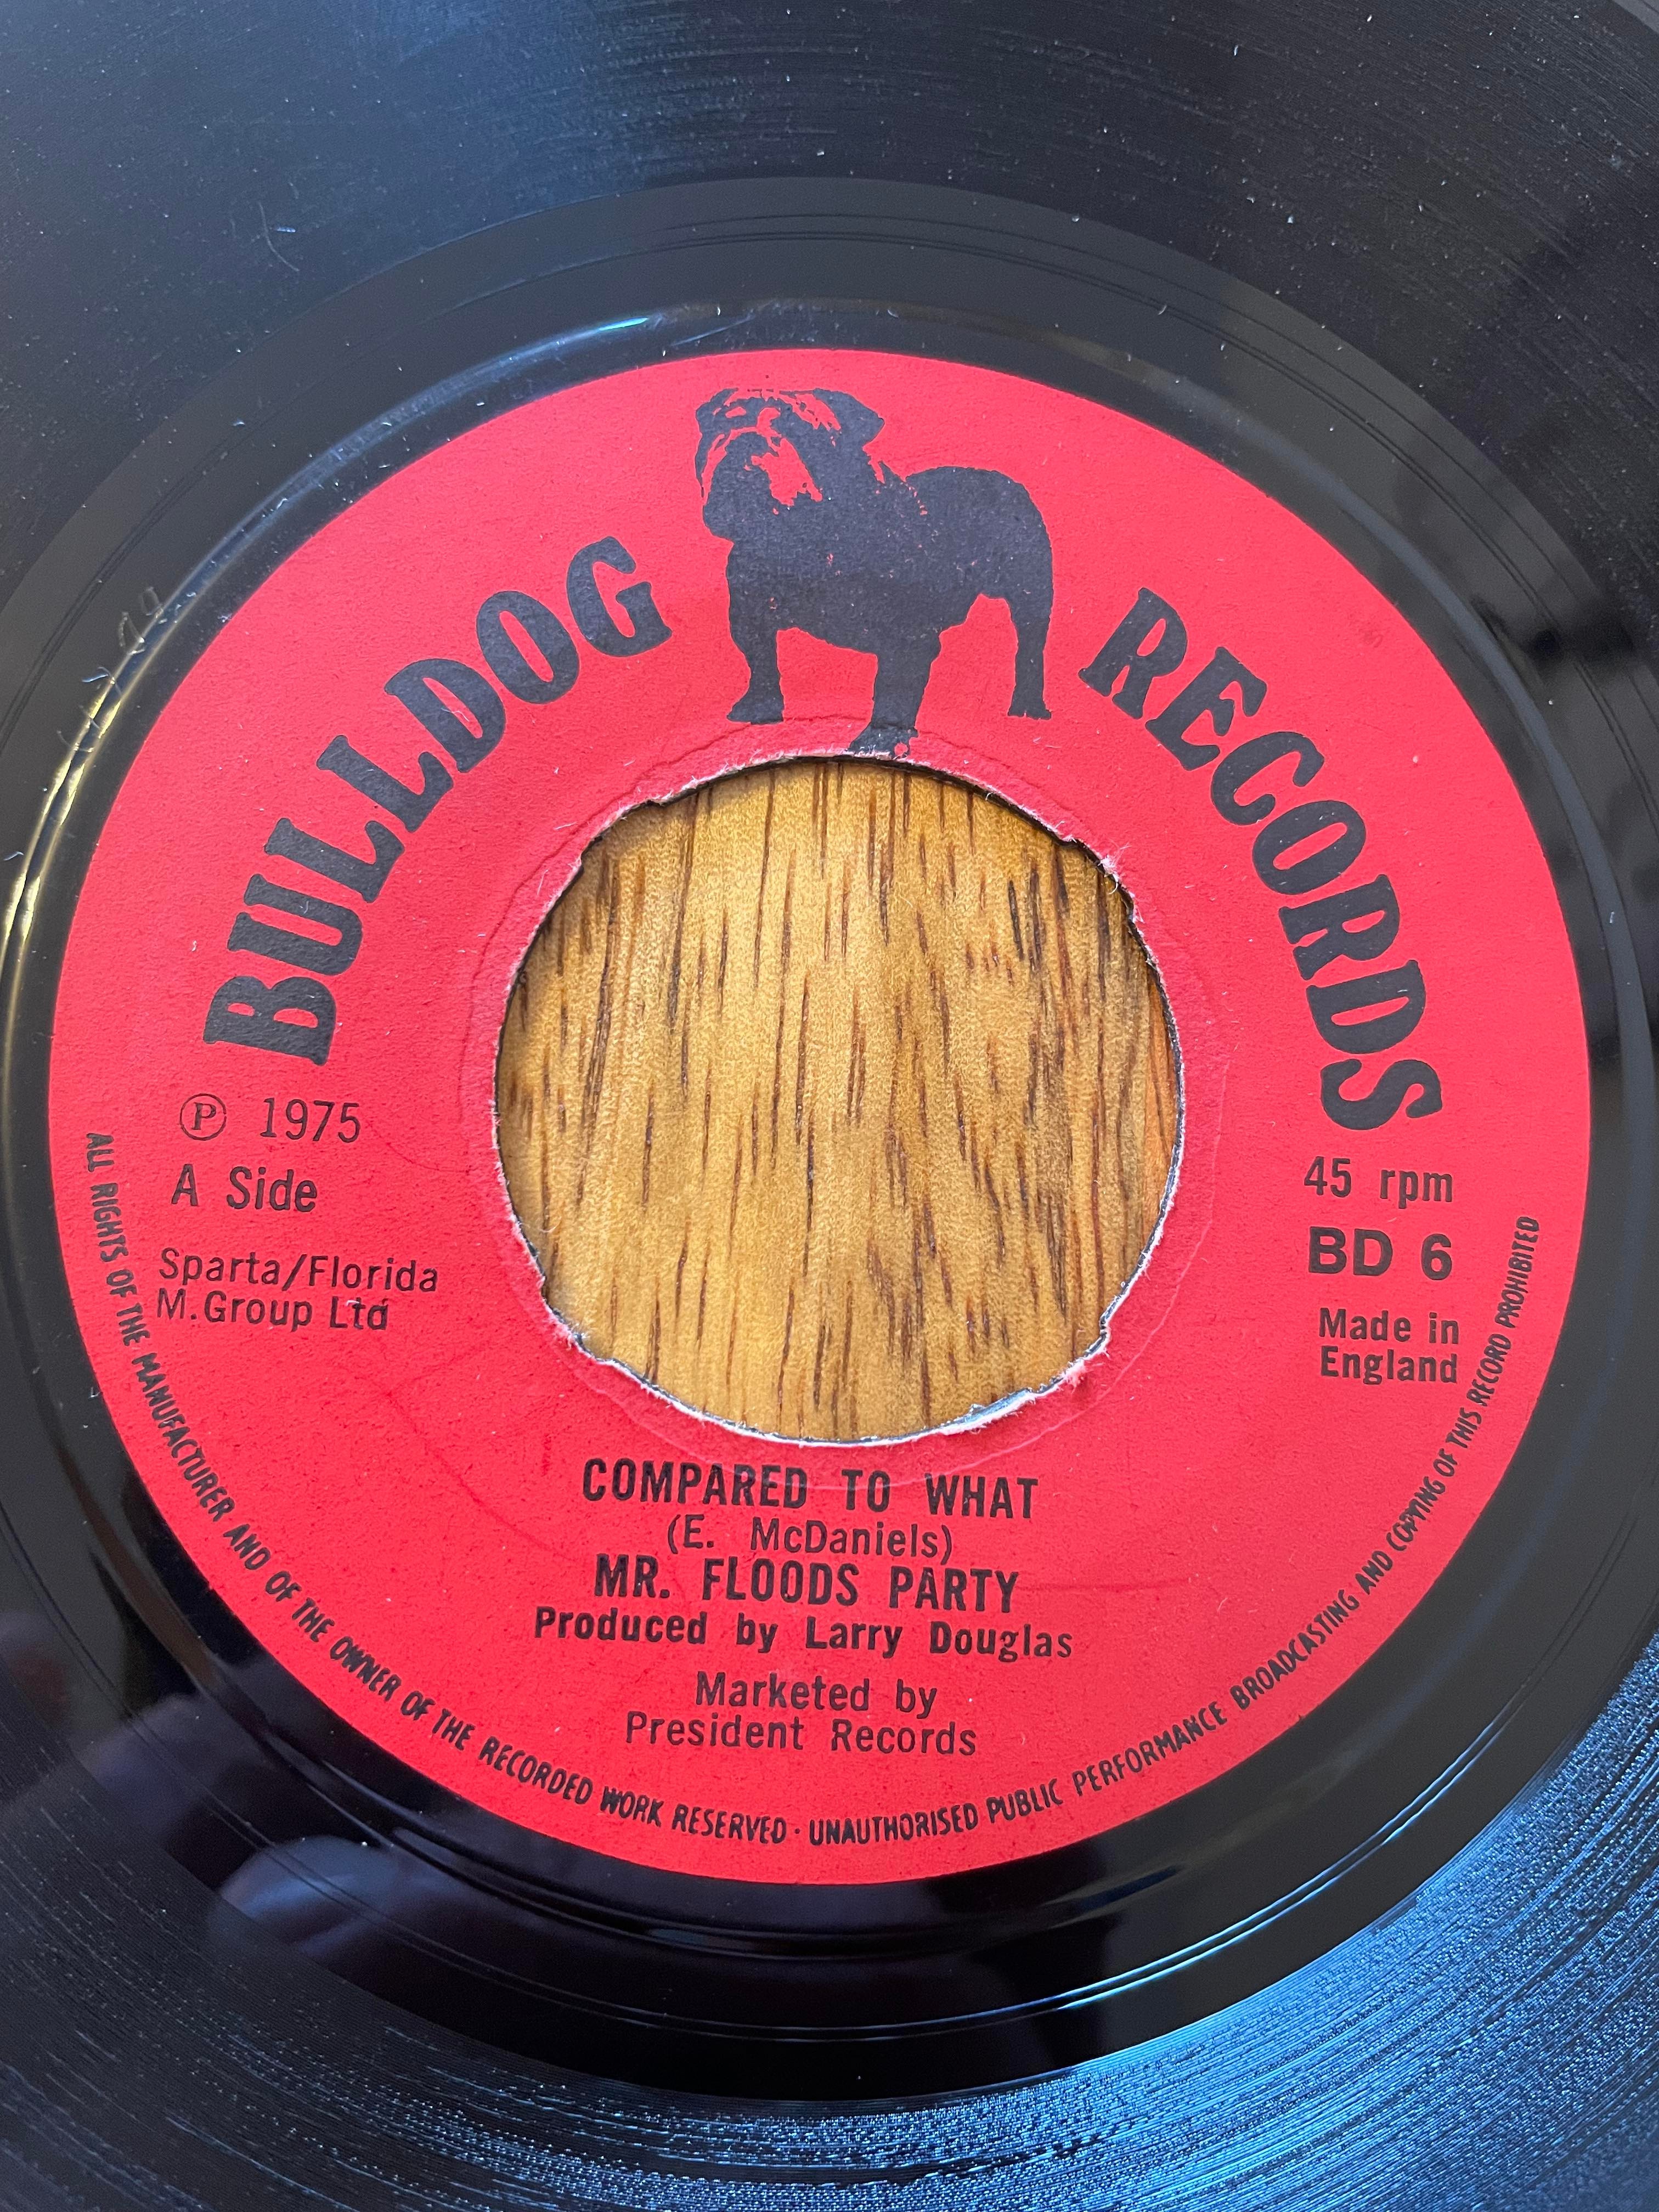 BULLDOG RECORDS
Ⓟ 1975
A Side
Sparta/Florida
M.Group Ltd
45 rpm
BD 6
Made in
England
COMPARED TO WHAT
(E. McDaniels)
MR. FLOODS PARTY
Produced by Larry Douglas
Marketed by
President Records
ALL RIGHTS OF THE MANUFACTURER AND OF THE OWNER OF THE RECORDED WORK RESERVED · UNAUTHORISED PUBLIC PERFORMANCE BROADCASTING AND COPYING OF THIS RECORD PROHIBITED